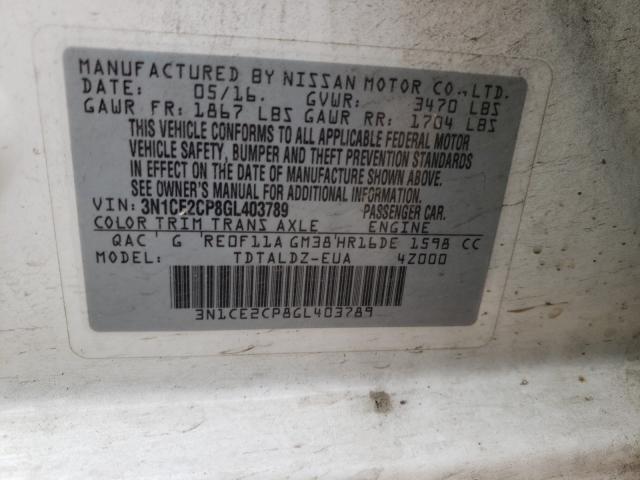 MANUFACTURED BY NISSAN MOTOR CO., LTD.
DATE: 05/16. GVWR: 3470 LBS
GAWR FR: 1867 LBS GAWR RR: 1704 LBS
THIS VEHICLE CONFORMS TO ALL APPLICABLE FEDERAL MOTOR
VEHICLE SAFETY, BUMPER AND THEFT PREVENTION STANDARDS
IN EFFECT ON THE DATE OF MANUFACTURE SHOWN ABOVE.
SEE OWNER'S MANUAL FOR ADDITIONAL INFORMATION.
VIN: 3N1CE2CP8GL403789 PASSENGER CAR.
COLOR TRIM TRANS AXLE ENGINE
QAC G RE0F11A GM38 HR16DE 1598 CC
MODEL: TDTALDZ-EUA 4Z000
3N1CE2CP8GL403789